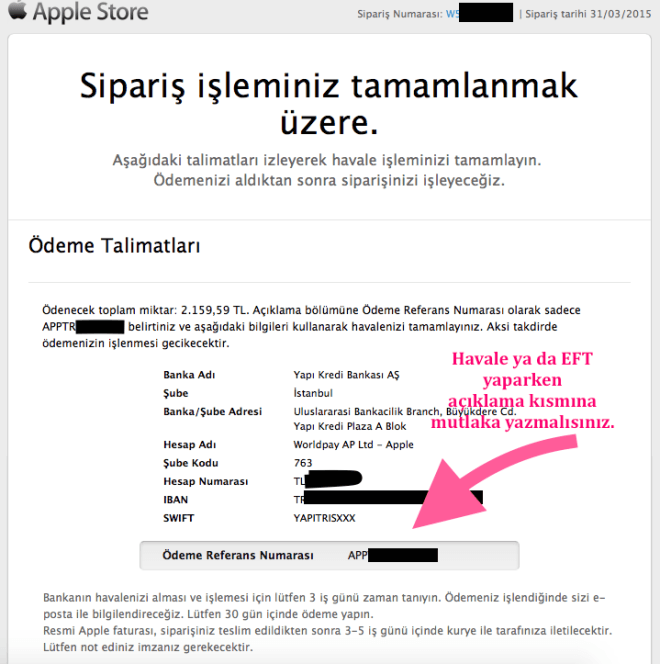 Apple Store
Sipariş Numarası: W5 | Sipariş tarihi 31/03/2015
Sipariş işleminiz tamamlanmak
üzere.
Aşağıdaki talimatları izleyerek havale işleminizi tamamlayın.
Ödemenizi aldıktan sonra siparişinizi işleyeceğiz.
Ödeme Talimatları
Ödenecek toplam miktar: 2.159,59 TL. Açıklama bölümüne Ödeme Referans Numarası olarak sadece
APPTR belirtiniz ve aşağıdaki bilgileri kullanarak havalenizi tamamlayınız. Aksi takdirde
ödemenizin işlenmesi gecikecektir.
Havale ya da EFT
yaparken
açıklama kısmına
mutlaka yazmalısınız.
Banka Adı Yapı Kredi Bankası AŞ
Şube İstanbul
Banka/Şube Adresi Uluslararası Bankacilik Branch, Büyükdere Cd.
Yapı Kredi Plaza A Blok
Hesap Adı Worldpay AP Ltd - Apple
Şube Kodu 763
Hesap Numarası TL
IBAN TR
SWIFT YAPITRISXXX
Ödeme Referans Numarası APP
Bankanın havalenizi alması ve işlemesi için lütfen 3 iş günü zaman tanıyın. Ödemeniz işlendiğinde sizi e-
posta ile bilgilendireceğiz. Lütfen 30 gün içinde ödeme yapın.
Resmi Apple faturası, siparişiniz teslim edildikten sonra 3-5 iş günü içinde kurye ile tarafınıza iletilecektir.
Lütfen not ediniz imzanız gerekecektir.